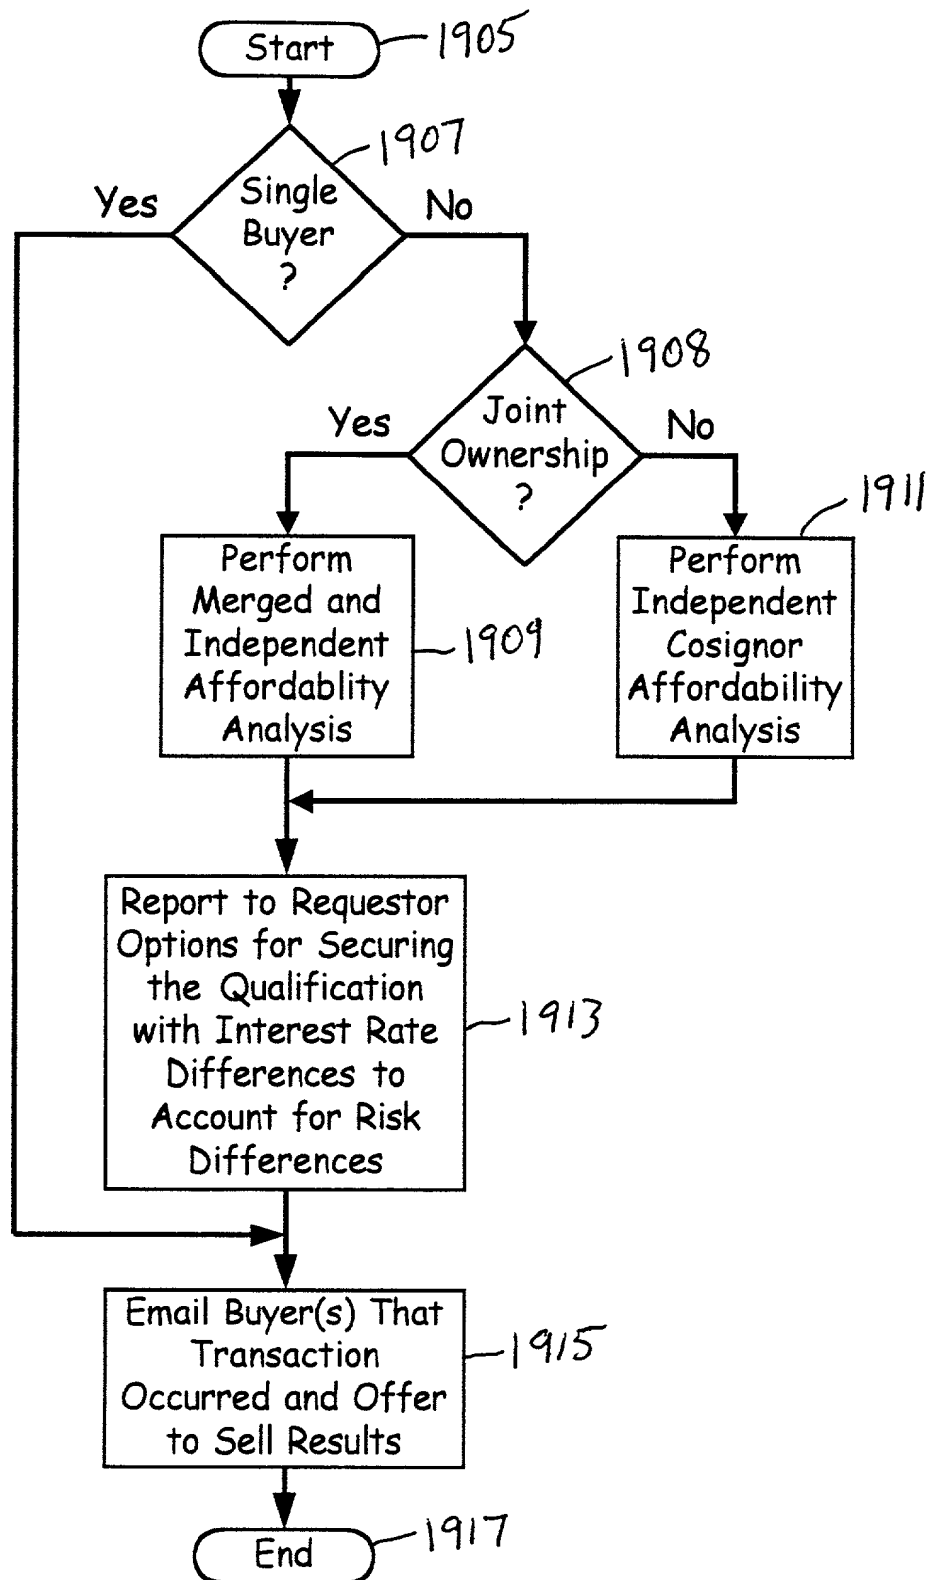 Start
1905
1907
Single
Buyer
?
Yes
No
1908
Joint
Ownership
?
Yes
No
1911
Perform
Merged and
Independent
Affordablity
Analysis
1909
Perform
Independent
Cosignor
Affordability
Analysis
Report to Requestor
Options for Securing
the Qualification
with Interest Rate
Differences to
Account for Risk
Differences
1913
Email Buyer(s) That
Transaction
Occurred and Offer
to Sell Results
1915
End
1917